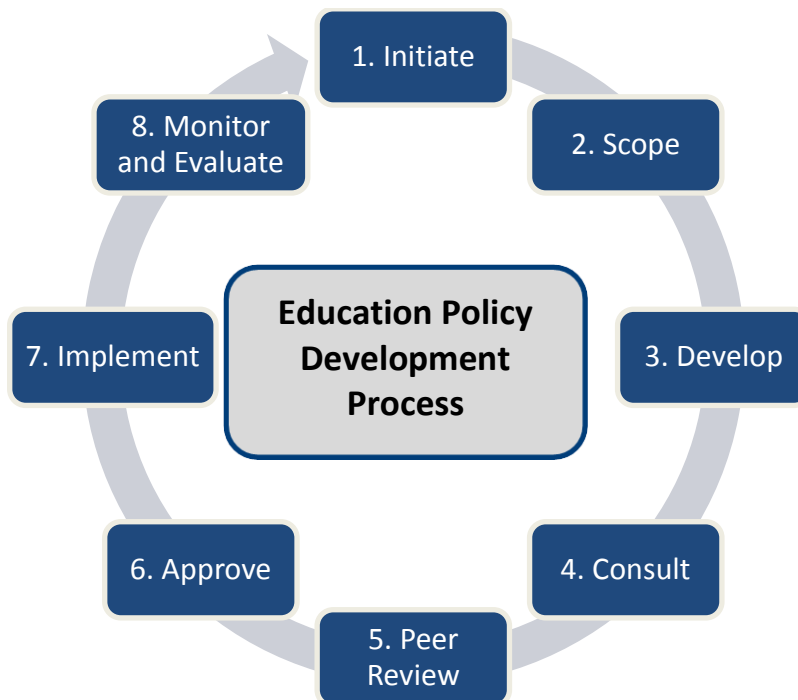 1. Initiate
2. Scope
3. Develop
4. Consult
5. Peer
Review
6. Approve
7. Implement
8. Monitor
and Evaluate
Education Policy
Development
Process